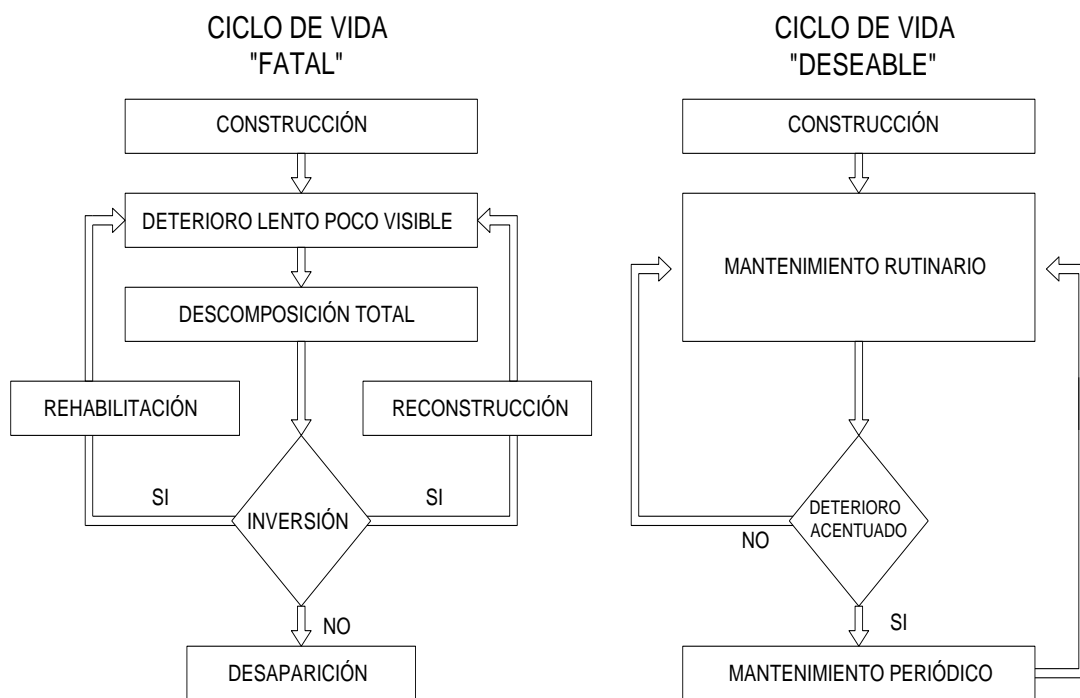 CICLO DE VIDA
"FATAL"
CONSTRUCCIÓN
DETERIORO LENTO POCO VISIBLE
DESCOMPOSICIÓN TOTAL
REHABILITACIÓN
RECONSTRUCCIÓN
SI
INVERSIÓN
SI
NO
DESAPARICIÓN
CICLO DE VIDA
"DESEABLE"
CONSTRUCCIÓN
MANTENIMIENTO RUTINARIO
DETERIORO
ACENTUADO
NO
SI
MANTENIMIENTO PERIÓDICO